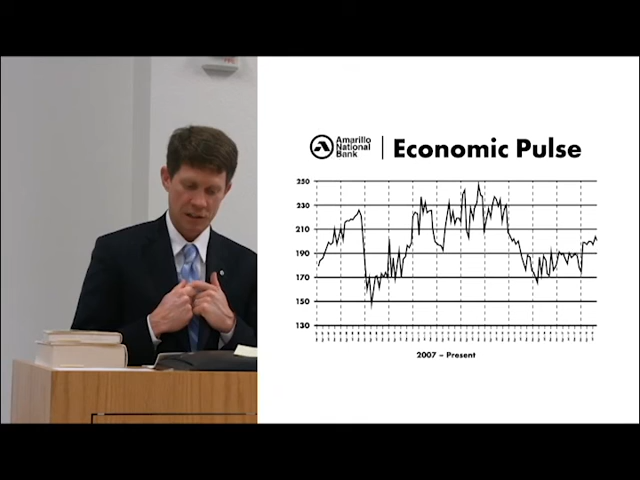 Amarillo
National
Bank
Economic Pulse
250
230
210
190
170
150
130
2007 – Present